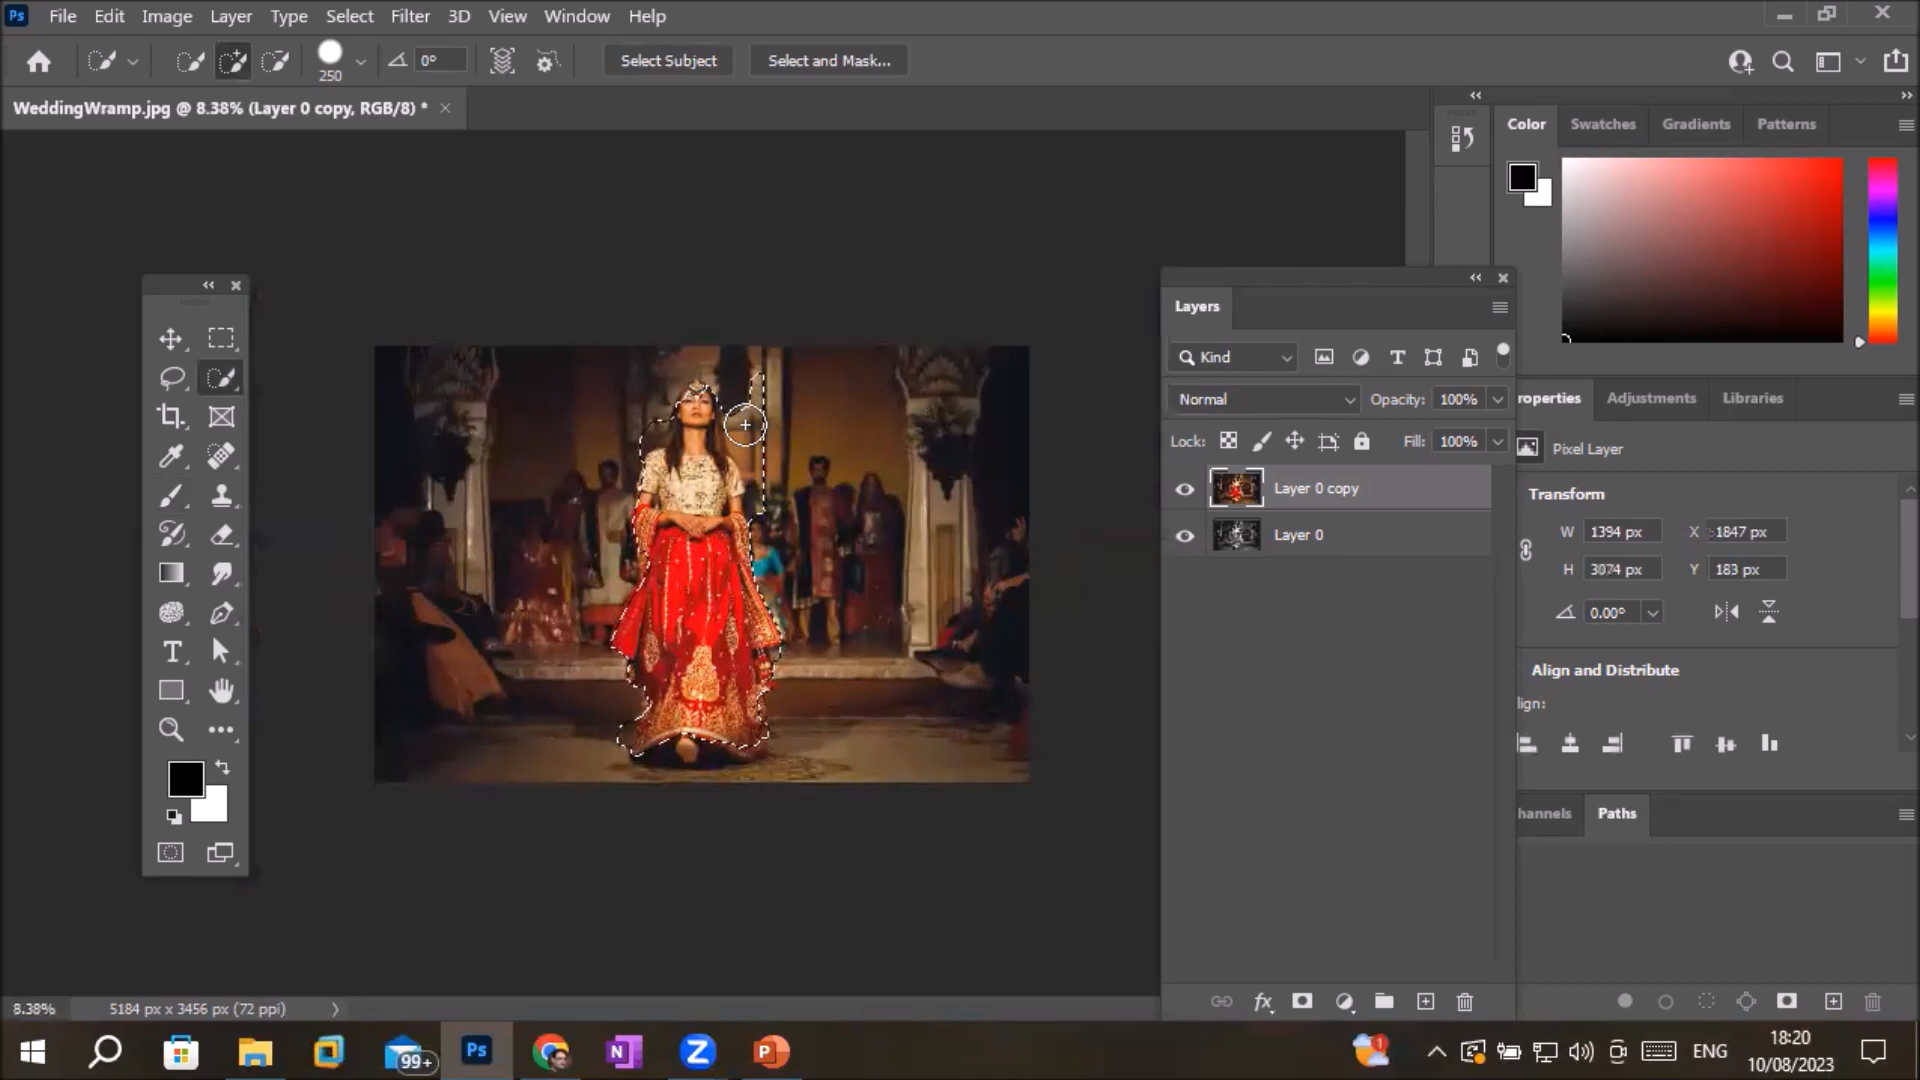 Ps File Edit Image Layer Type Select Filter 3D View Window Help
250 0° Select Subject Select and Mask...
WeddingWramp.jpg @ 8.38% (Layer 0 copy, RGB/8) *
Color Swatches Gradients Patterns
Layers
Kind
Normal Opacity: 100%
roperties Adjustments Libraries
Lock: Fill: 100%
Pixel Layer
Layer 0 copy
Transform
W 1394 px X 1847 px
Layer 0
H 3074 px Y 183 px
0.00°
Align and Distribute
lign:
hannels Paths
8.38% 5184 px x 3456 px (72 ppi)
fx
99+ Ps N Z P 1 ENG
18:20
10/08/2023